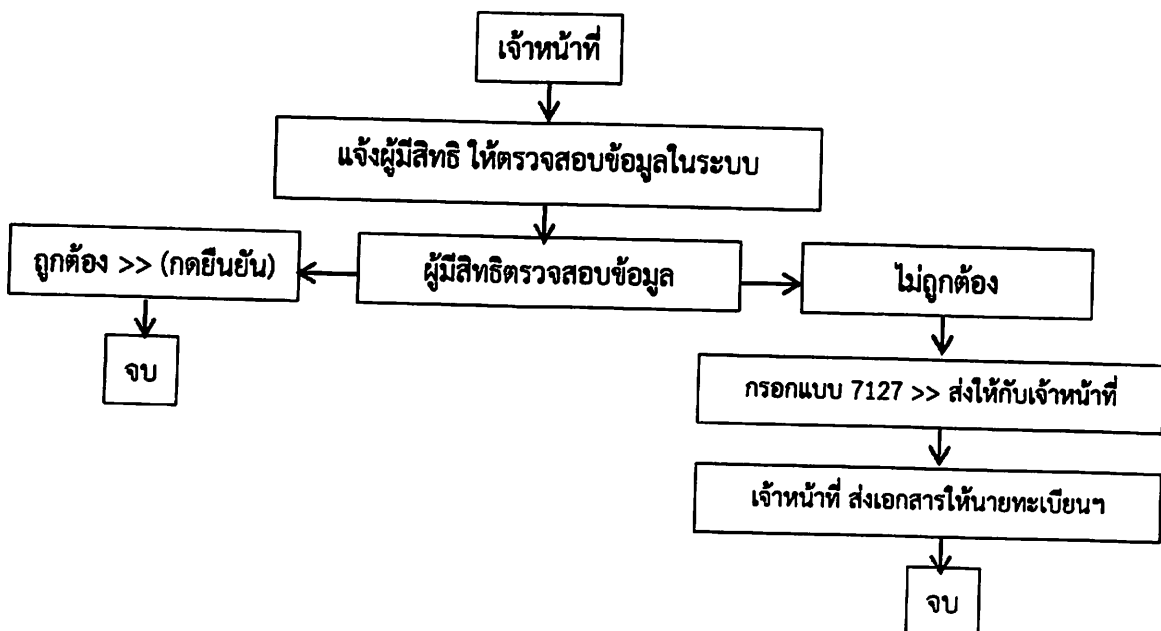 เจ้าหน้าที่
แจ้งผู้มีสิทธิ ให้ตรวจสอบข้อมูลในระบบ
ถูกต้อง >> (กดยืนยัน)
ผู้มีสิทธิตรวจสอบข้อมูล
ไม่ถูกต้อง
จบ
กรอกแบบ 7127 >> ส่งให้กับเจ้าหน้าที่
เจ้าหน้าที่ ส่งเอกสารให้นายทะเบียนฯ
จบ